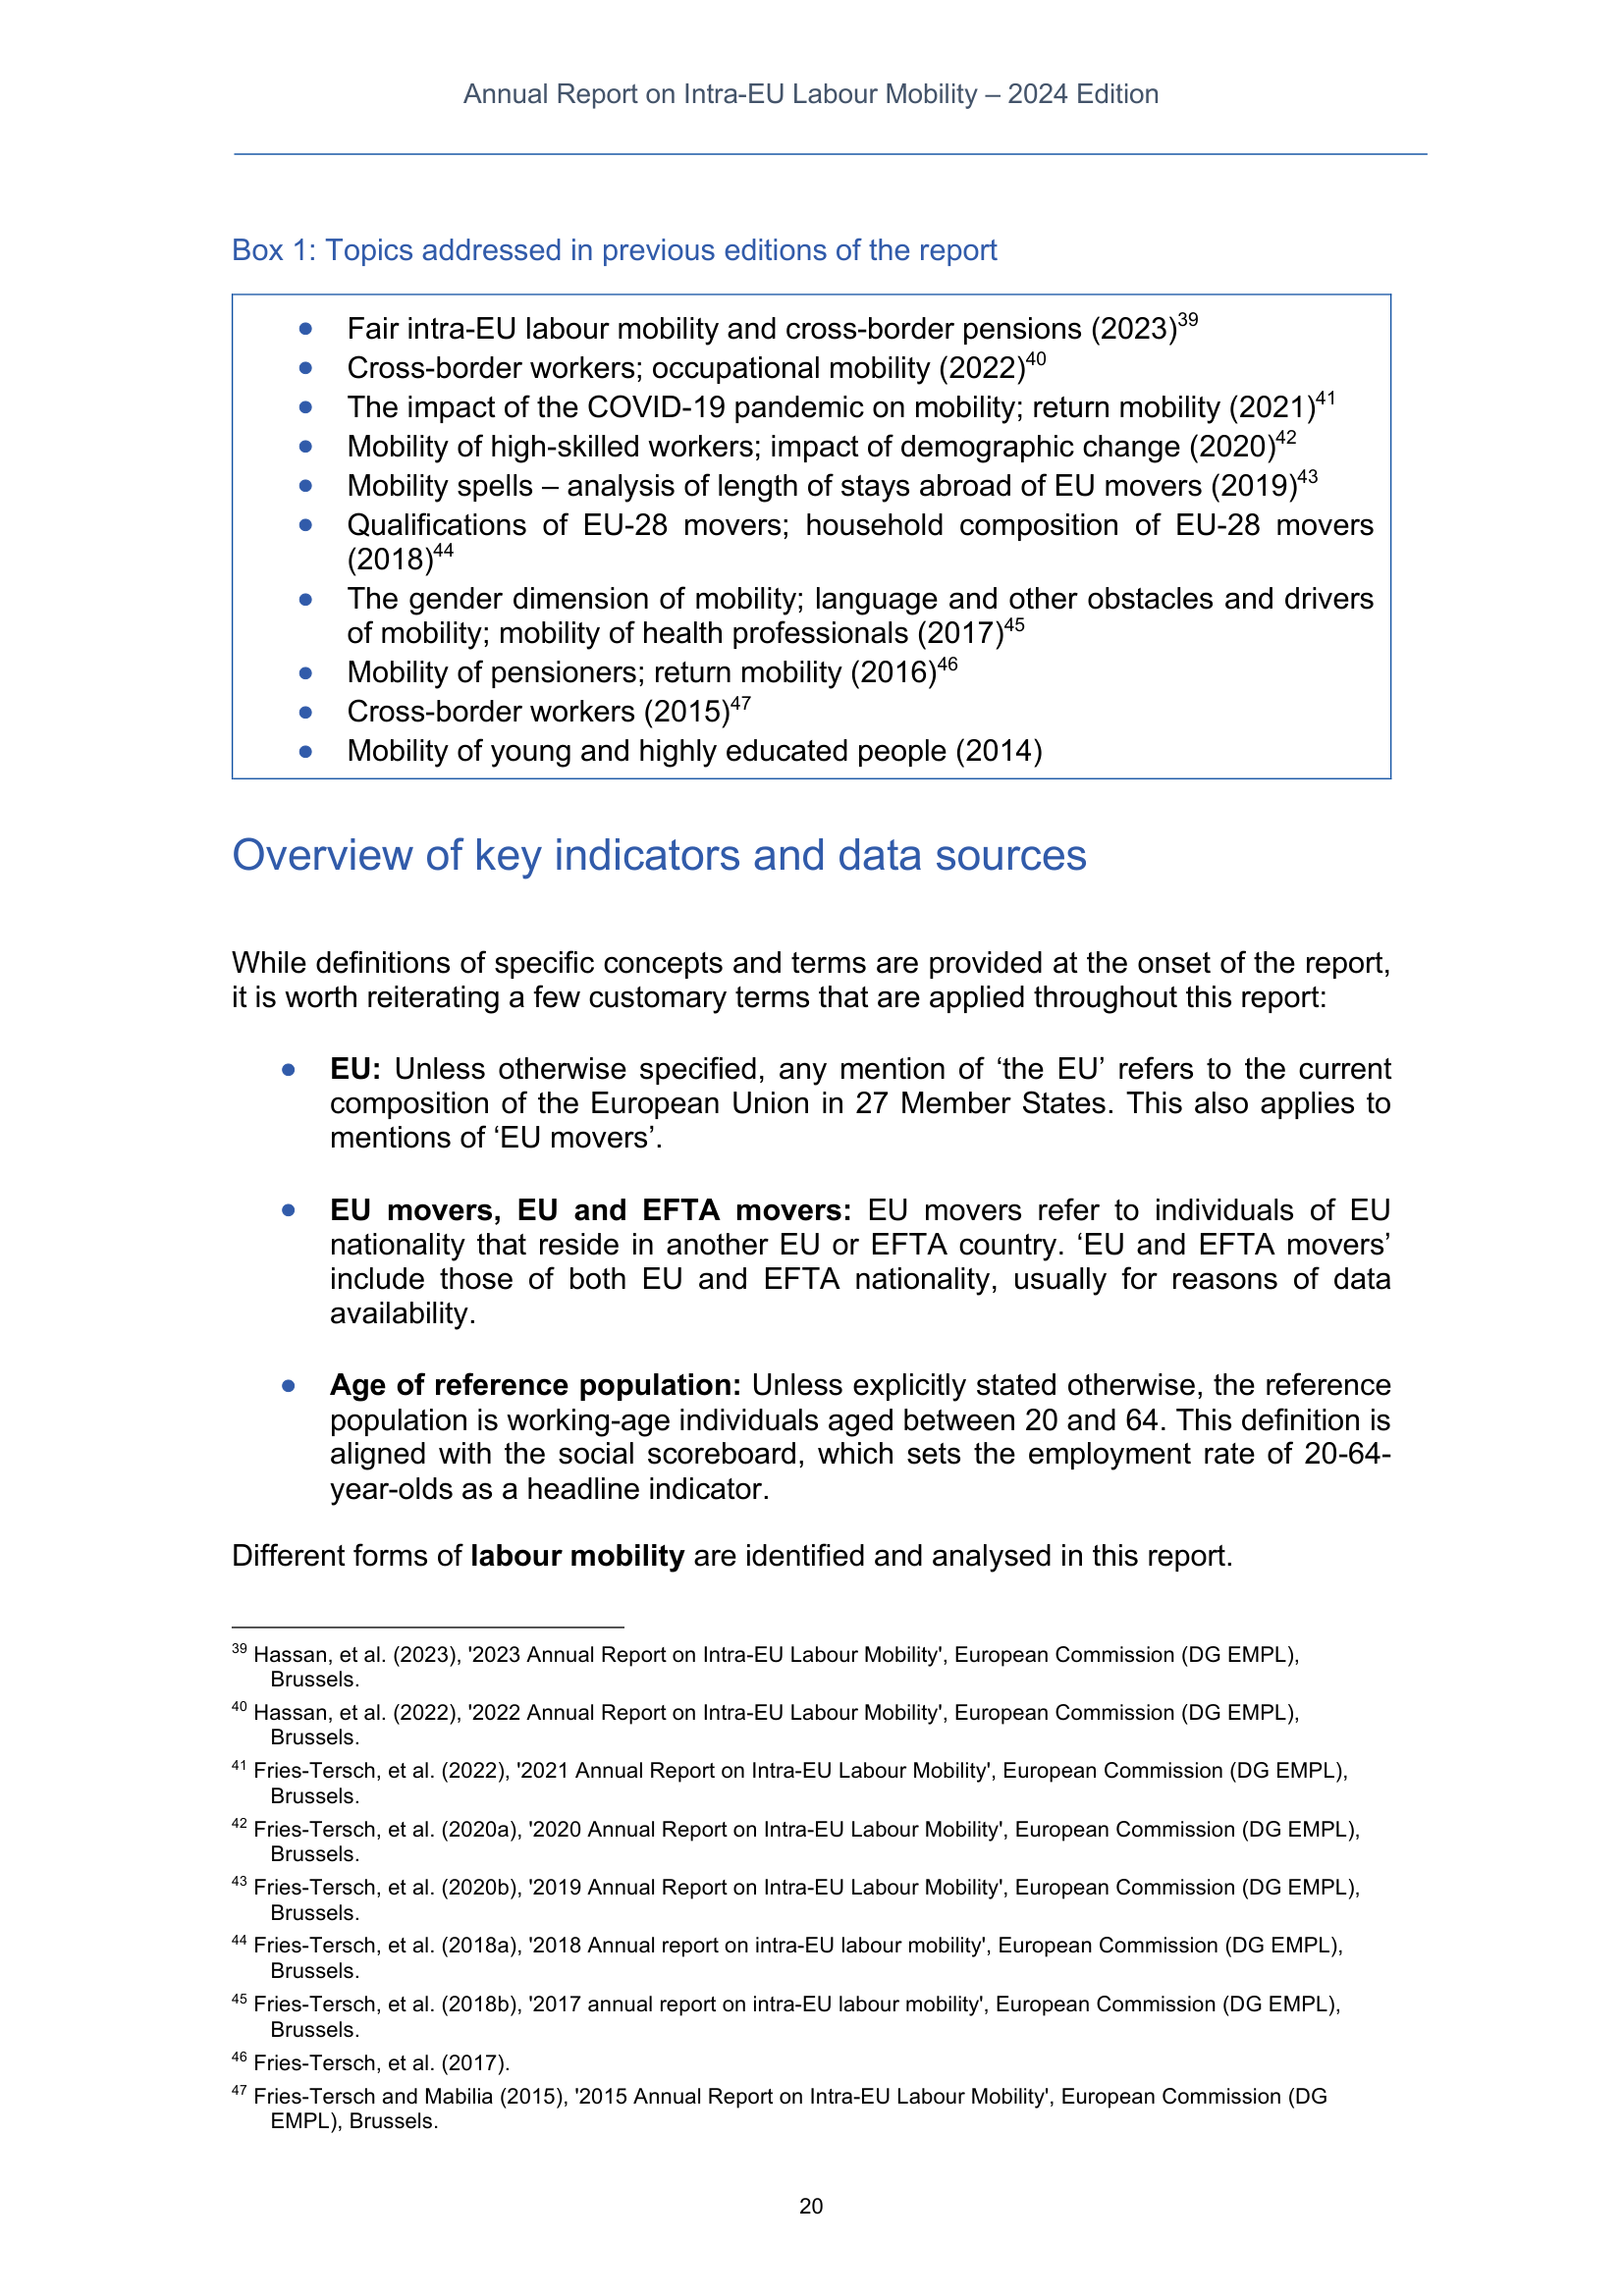 Annual Report on Intra-EU Labour Mobility – 2024 Edition
Box 1: Topics addressed in previous editions of the report
● Fair intra-EU labour mobility and cross-border pensions (2023)39
● Cross-border workers; occupational mobility (2022)40
● The impact of the COVID-19 pandemic on mobility; return mobility (2021)41
● Mobility of high-skilled workers; impact of demographic change (2020)42
● Mobility spells – analysis of length of stays abroad of EU movers (2019)43
● Qualifications of EU-28 movers; household composition of EU-28 movers
(2018)44
● The gender dimension of mobility; language and other obstacles and drivers
of mobility; mobility of health professionals (2017)45
● Mobility of pensioners; return mobility (2016)46
● Cross-border workers (2015)47
● Mobility of young and highly educated people (2014)
Overview of key indicators and data sources
While definitions of specific concepts and terms are provided at the onset of the report,
it is worth reiterating a few customary terms that are applied throughout this report:
● EU: Unless otherwise specified, any mention of ‘the EU’ refers to the current
composition of the European Union in 27 Member States. This also applies to
mentions of ‘EU movers’.
● EU movers, EU and EFTA movers: EU movers refer to individuals of EU
nationality that reside in another EU or EFTA country. ‘EU and EFTA movers’
include those of both EU and EFTA nationality, usually for reasons of data
availability.
● Age of reference population: Unless explicitly stated otherwise, the reference
population is working-age individuals aged between 20 and 64. This definition is
aligned with the social scoreboard, which sets the employment rate of 20-64-
year-olds as a headline indicator.
Different forms of labour mobility are identified and analysed in this report.
39 Hassan, et al. (2023), '2023 Annual Report on Intra-EU Labour Mobility', European Commission (DG EMPL),
Brussels.
40 Hassan, et al. (2022), '2022 Annual Report on Intra-EU Labour Mobility', European Commission (DG EMPL),
Brussels.
41 Fries-Tersch, et al. (2022), '2021 Annual Report on Intra-EU Labour Mobility', European Commission (DG EMPL),
Brussels.
42 Fries-Tersch, et al. (2020a), '2020 Annual Report on Intra-EU Labour Mobility', European Commission (DG EMPL),
Brussels.
43 Fries-Tersch, et al. (2020b), '2019 Annual Report on Intra-EU Labour Mobility', European Commission (DG EMPL),
Brussels.
44 Fries-Tersch, et al. (2018a), '2018 Annual report on intra-EU labour mobility', European Commission (DG EMPL),
Brussels.
45 Fries-Tersch, et al. (2018b), '2017 annual report on intra-EU labour mobility', European Commission (DG EMPL),
Brussels.
46 Fries-Tersch, et al. (2017).
47 Fries-Tersch and Mabilia (2015), '2015 Annual Report on Intra-EU Labour Mobility', European Commission (DG
EMPL), Brussels.
20